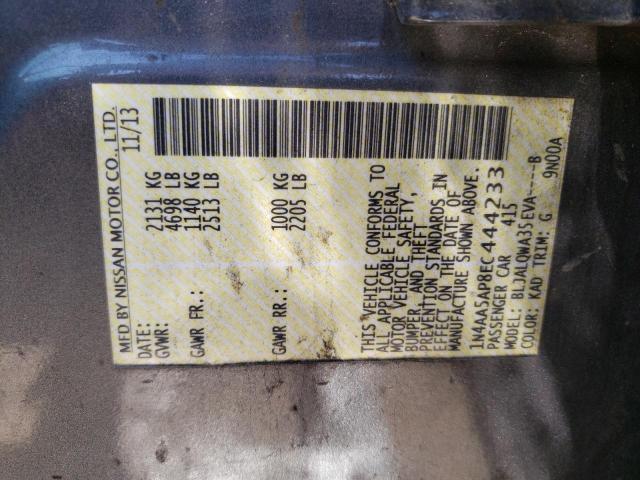 MFD BY NISSAN MOTOR CO., LTD.
DATE: 11/13
GVWR: 2131 KG
4698 LB
GAWR FR.: 1140 KG
2513 LB
GAWR RR.: 1000 KG
2205 LB
THIS VEHICLE CONFORMS TO
ALL APPLICABLE FEDERAL
MOTOR VEHICLE SAFETY,
BUMPER, AND THEFT
PREVENTION STANDARDS IN
EFFECT ON THE DATE OF
MANUFACTURE SHOWN ABOVE.
1N4AA5AP8EC444233
PASSENGER CAR 415
MODEL: BLJALQWA35EVA-----B
COLOR: KAD TRIM: G 9N00A